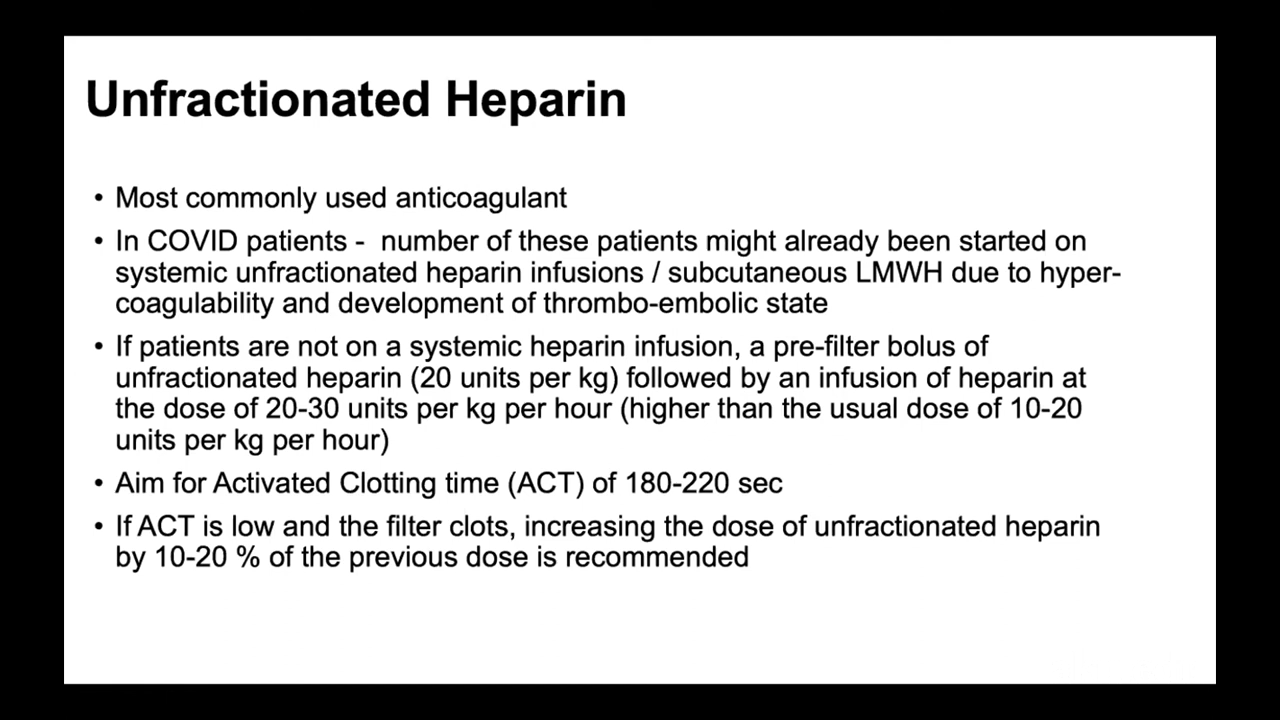 Unfractionated Heparin
• Most commonly used anticoagulant
• In COVID patients -  number of these patients might already been started on
systemic unfractionated heparin infusions / subcutaneous LMWH due to hyper-
coagulability and development of thrombo-embolic state
• If patients are not on a systemic heparin infusion, a pre-filter bolus of
unfractionated heparin (20 units per kg) followed by an infusion of heparin at
the dose of 20-30 units per kg per hour (higher than the usual dose of 10-20
units per kg per hour)
• Aim for Activated Clotting time (ACT) of 180-220 sec
• If ACT is low and the filter clots, increasing the dose of unfractionated heparin
by 10-20 % of the previous dose is recommended